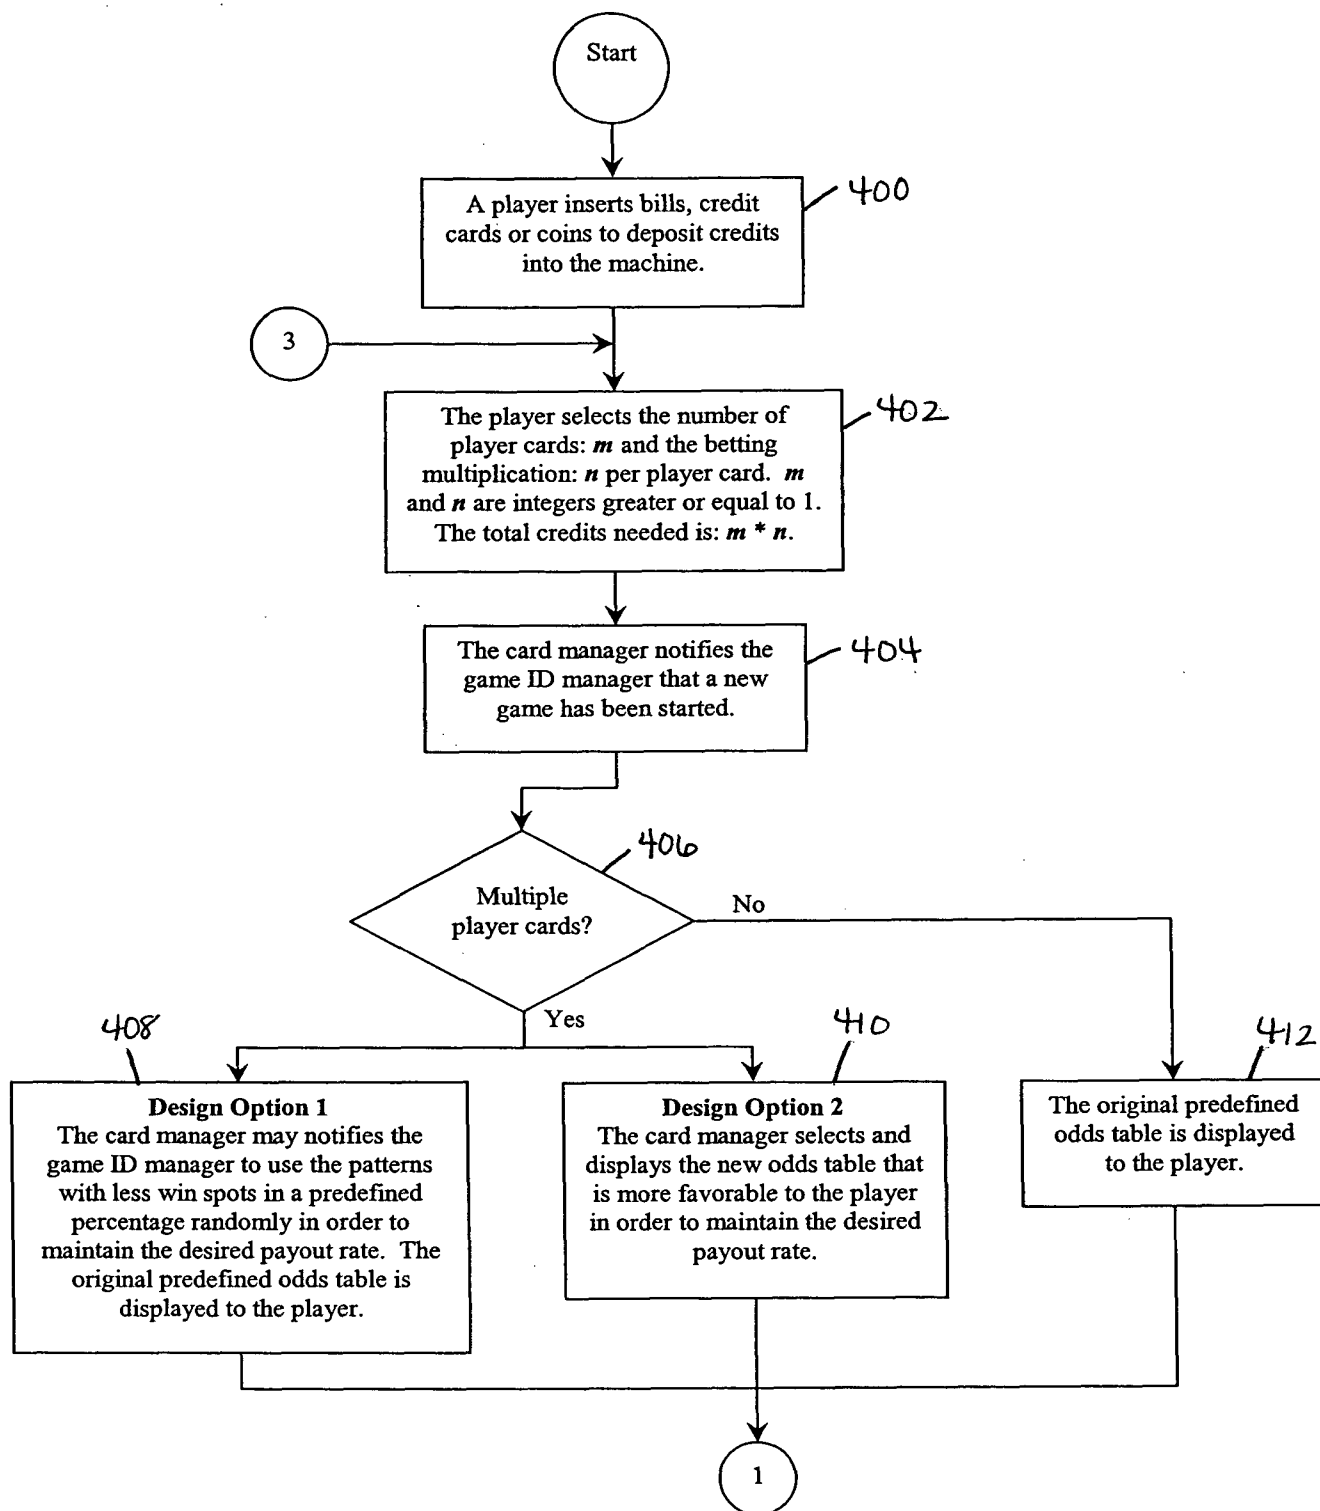 Start
A player inserts bills, credit
cards or coins to deposit credits
into the machine.
400
3
The player selects the number of
player cards: m and the betting
multiplication: n per player card. m
and n are integers greater or equal to 1.
The total credits needed is: m * n.
402
The card manager notifies the
game ID manager that a new
game has been started.
404
406
Multiple
player cards?
No
Yes
408
Design Option 1
The card manager may notifies the
game ID manager to use the patterns
with less win spots in a predefined
percentage randomly in order to
maintain the desired payout rate. The
original predefined odds table is
displayed to the player.
410
Design Option 2
The card manager selects and
displays the new odds table that
is more favorable to the player
in order to maintain the desired
payout rate.
412
The original predefined
odds table is displayed
to the player.
1